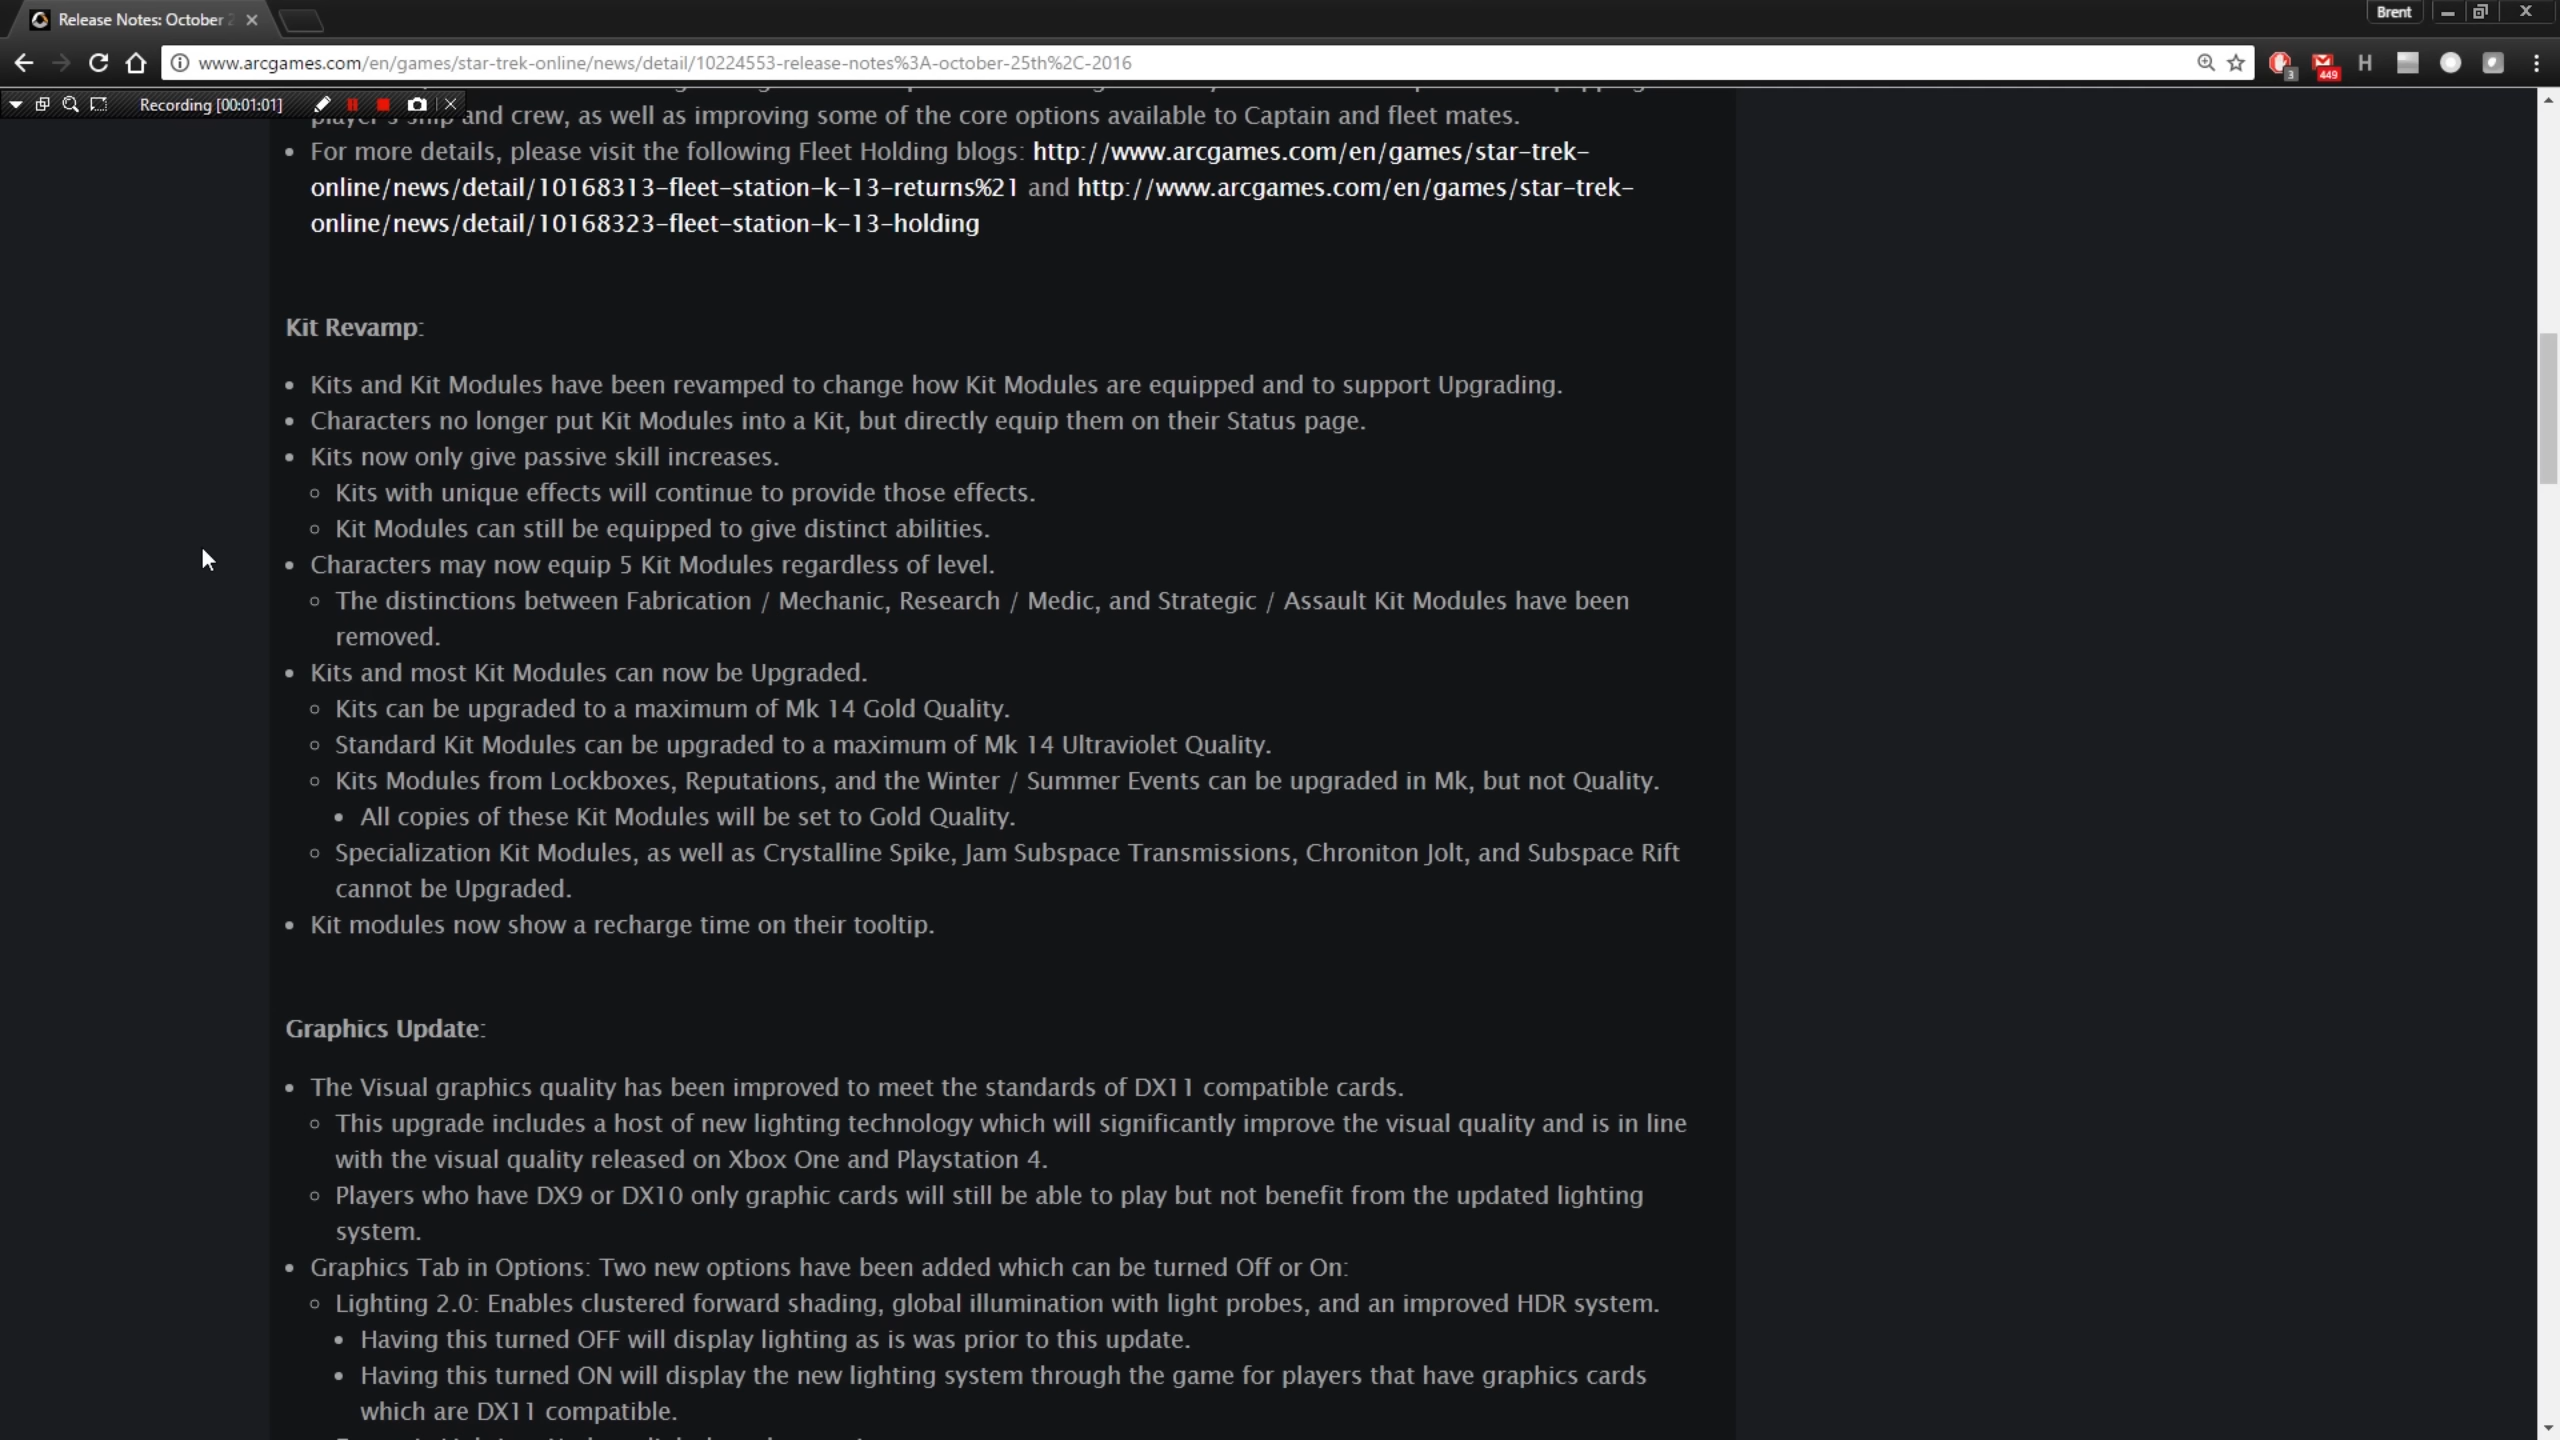 Release Notes: October 2
Brent
www.arcgames.com/en/games/star-trek-online/news/detail/10224553-release-notes%3A-october-25th%2C-2016
3
449
H
Recording [00:01:01]
player's ship and crew, as well as improving some of the core options available to Captain and fleet mates.
• For more details, please visit the following Fleet Holding blogs: http://www.arcgames.com/en/games/star-trek-
online/news/detail/10168313-fleet-station-k-13-returns%21 and http://www.arcgames.com/en/games/star-trek-
online/news/detail/10168323-fleet-station-k-13-holding
Kit Revamp:
• Kits and Kit Modules have been revamped to change how Kit Modules are equipped and to support Upgrading.
• Characters no longer put Kit Modules into a Kit, but directly equip them on their Status page.
• Kits now only give passive skill increases.
◦ Kits with unique effects will continue to provide those effects.
◦ Kit Modules can still be equipped to give distinct abilities.
• Characters may now equip 5 Kit Modules regardless of level.
◦ The distinctions between Fabrication / Mechanic, Research / Medic, and Strategic / Assault Kit Modules have been
removed.
• Kits and most Kit Modules can now be Upgraded.
◦ Kits can be upgraded to a maximum of Mk 14 Gold Quality.
◦ Standard Kit Modules can be upgraded to a maximum of Mk 14 Ultraviolet Quality.
◦ Kits Modules from Lockboxes, Reputations, and the Winter / Summer Events can be upgraded in Mk, but not Quality.
• All copies of these Kit Modules will be set to Gold Quality.
◦ Specialization Kit Modules, as well as Crystalline Spike, Jam Subspace Transmissions, Chroniton Jolt, and Subspace Rift
cannot be Upgraded.
• Kit modules now show a recharge time on their tooltip.
Graphics Update:
• The Visual graphics quality has been improved to meet the standards of DX11 compatible cards.
◦ This upgrade includes a host of new lighting technology which will significantly improve the visual quality and is in line
with the visual quality released on Xbox One and Playstation 4.
◦ Players who have DX9 or DX10 only graphic cards will still be able to play but not benefit from the updated lighting
system.
• Graphics Tab in Options: Two new options have been added which can be turned Off or On:
◦ Lighting 2.0: Enables clustered forward shading, global illumination with light probes, and an improved HDR system.
• Having this turned OFF will display lighting as is was prior to this update.
• Having this turned ON will display the new lighting system through the game for players that have graphics cards
which are DX11 compatible.